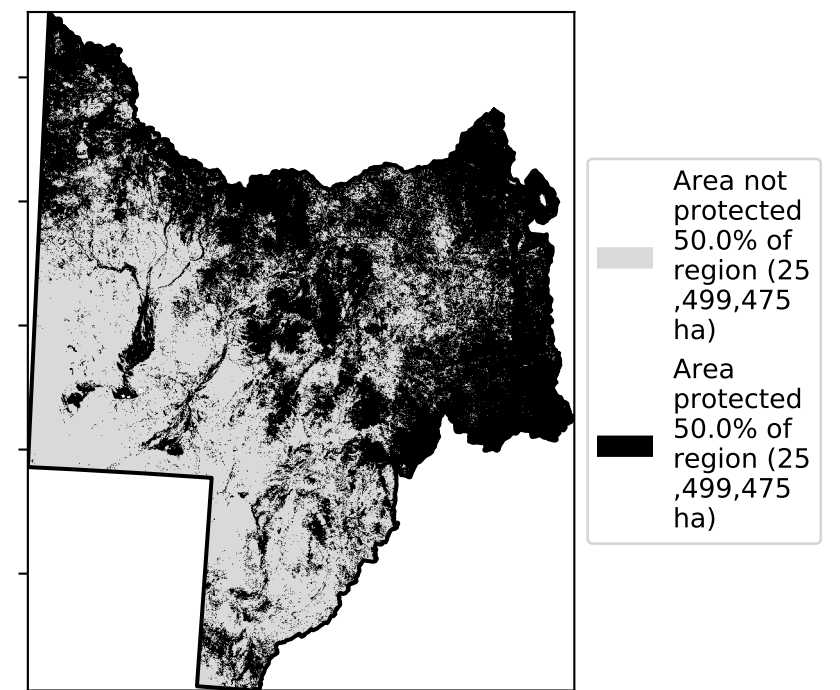 Area not
protected
50.0% of
region (25
,499,475
ha)
Area
protected
50.0% of
region (25
,499,475
ha)